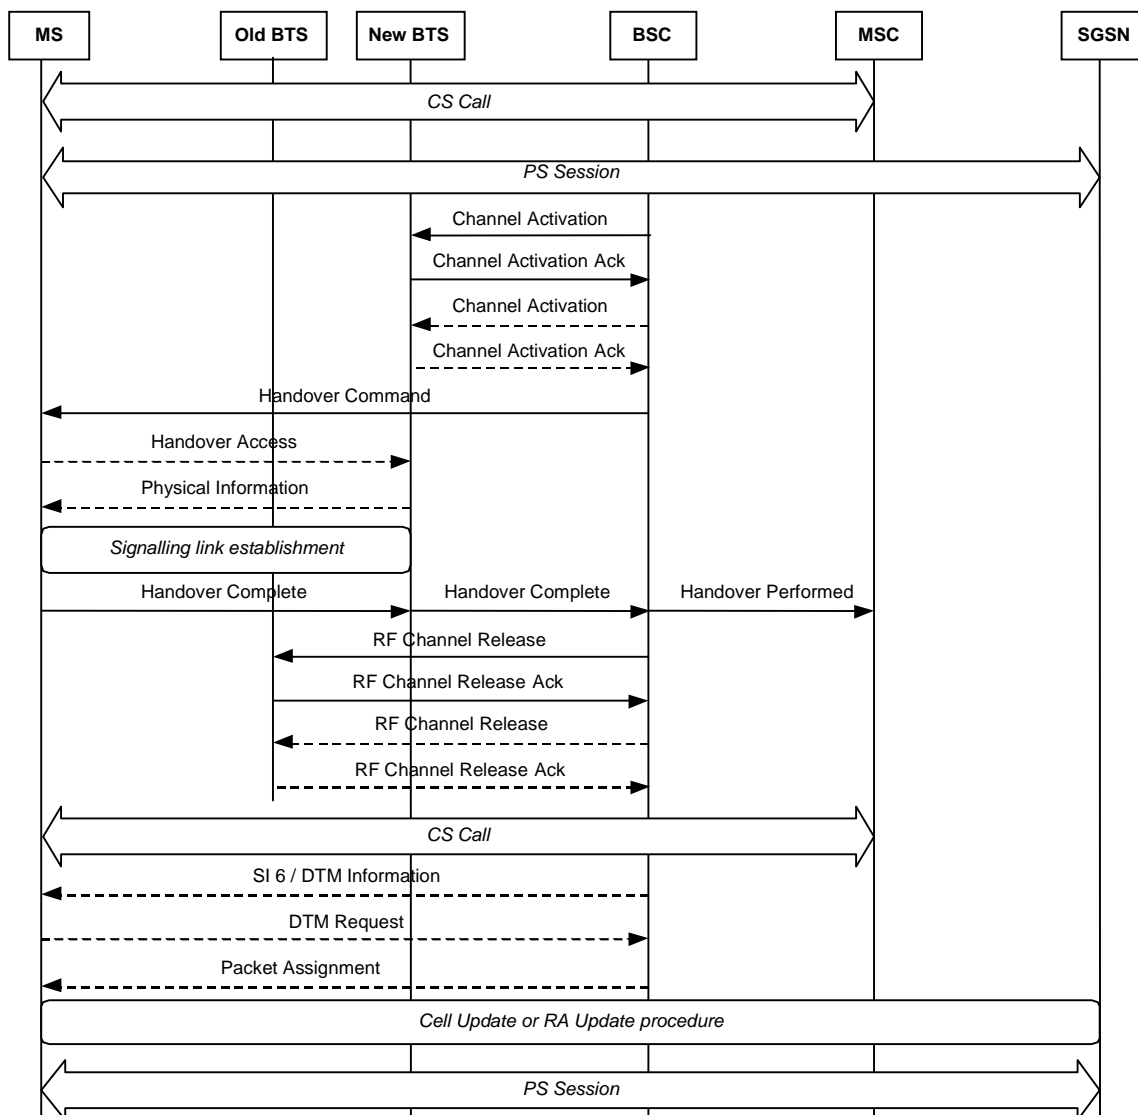 MS
Old BTS
New BTS
BSC
MSC
SGSN
CS Call
PS Session
Channel Activation
Channel Activation Ack
Channel Activation
Channel Activation Ack
Handover Command
Handover Access
Physical Information
Signalling link establishment
Handover Complete
Handover Complete
Handover Performed
RF Channel Release
RF Channel Release Ack
RF Channel Release
RF Channel Release Ack
CS Call
SI 6 / DTM Information
DTM Request
Packet Assignment
Cell Update or RA Update procedure
PS Session